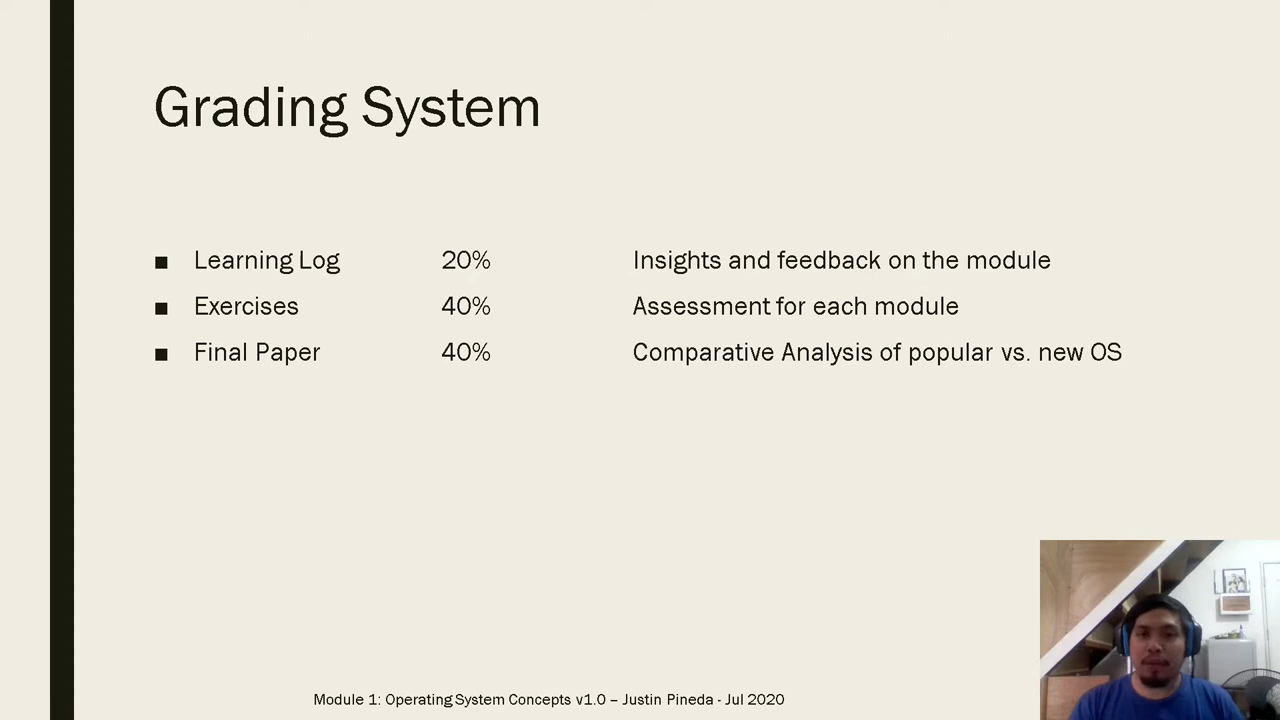 Grading System
■ Learning Log 20% Insights and feedback on the module
■ Exercises 40% Assessment for each module
■ Final Paper 40% Comparative Analysis of popular vs. new OS
Module 1: Operating System Concepts v1.0 – Justin Pineda - Jul 2020